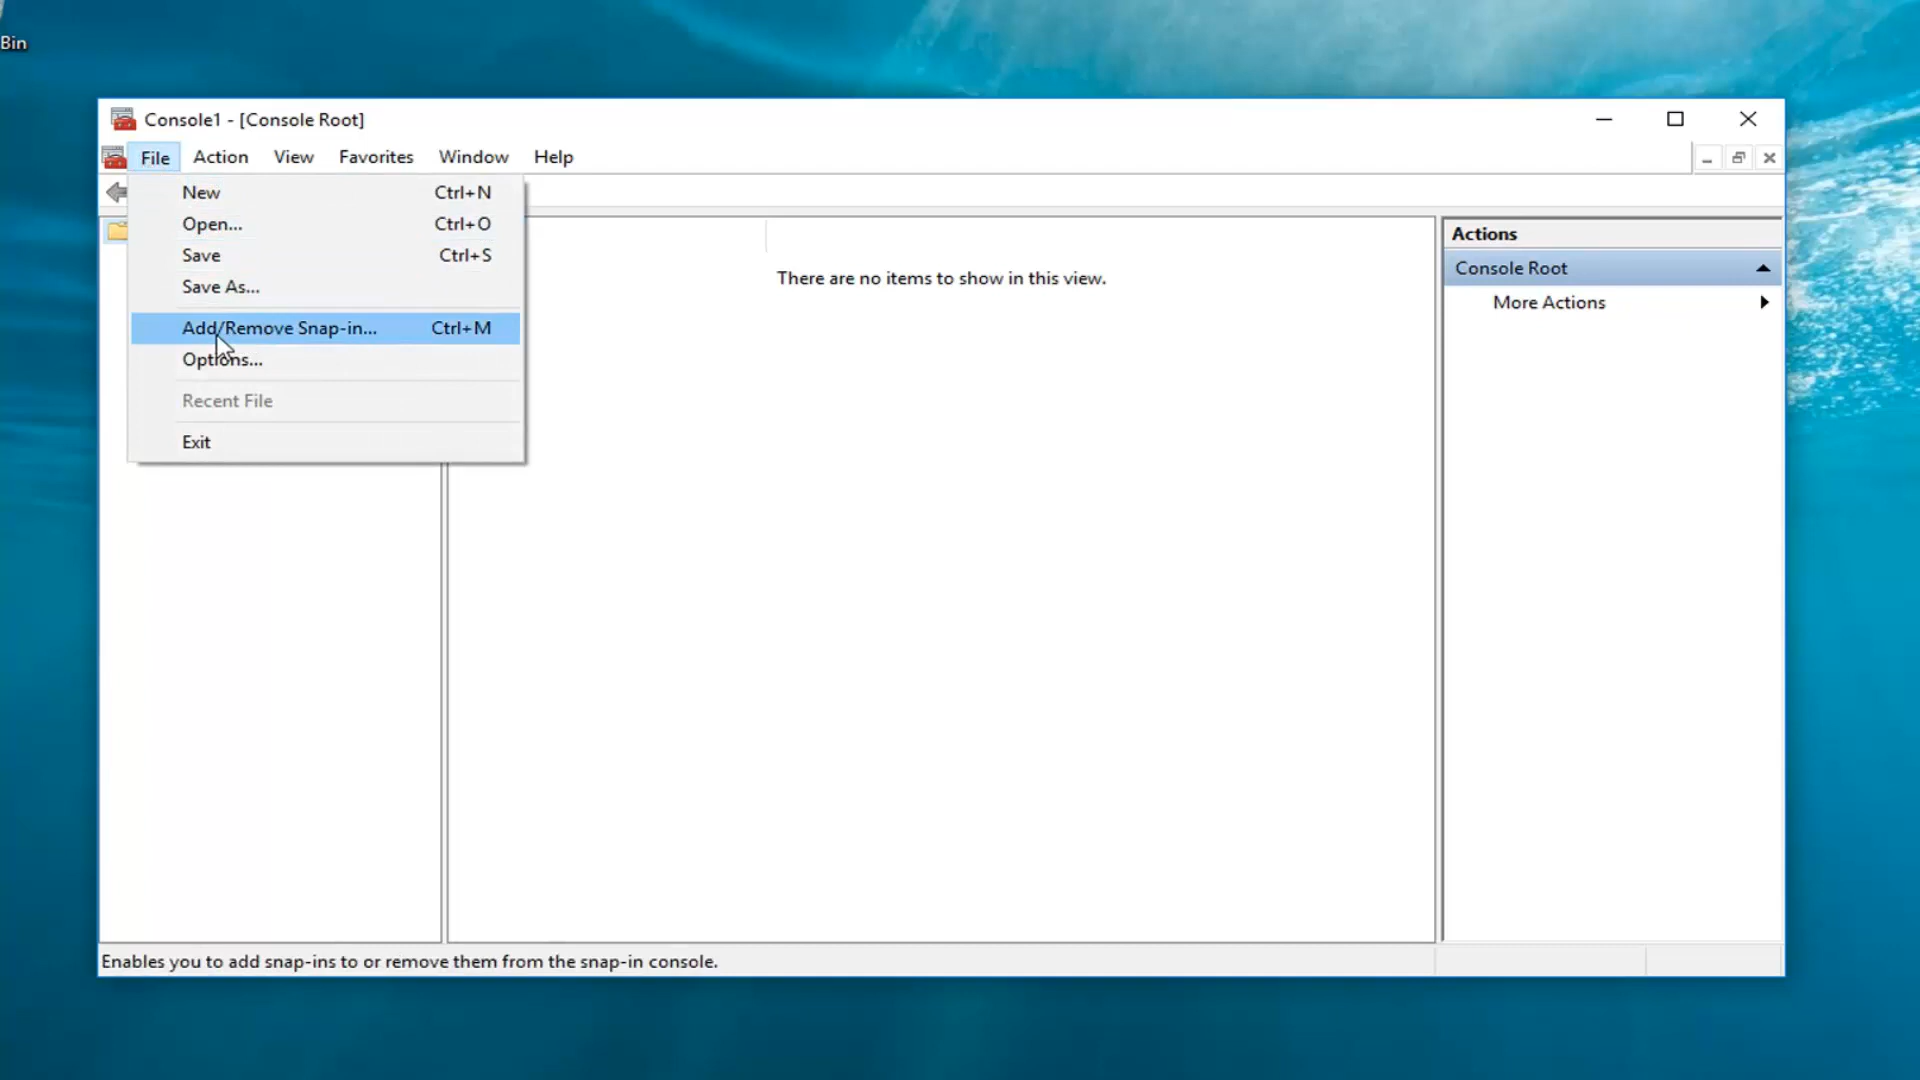 Bin
Console1 - [Console Root]
File Action View Favorites Window Help
New Ctrl+N
Open... Ctrl+O
Save Ctrl+S
Save As...
Add/Remove Snap-in... Ctrl+M
Options...
Recent File
Exit
There are no items to show in this view.
Actions
Console Root
More Actions
Enables you to add snap-ins to or remove them from the snap-in console.